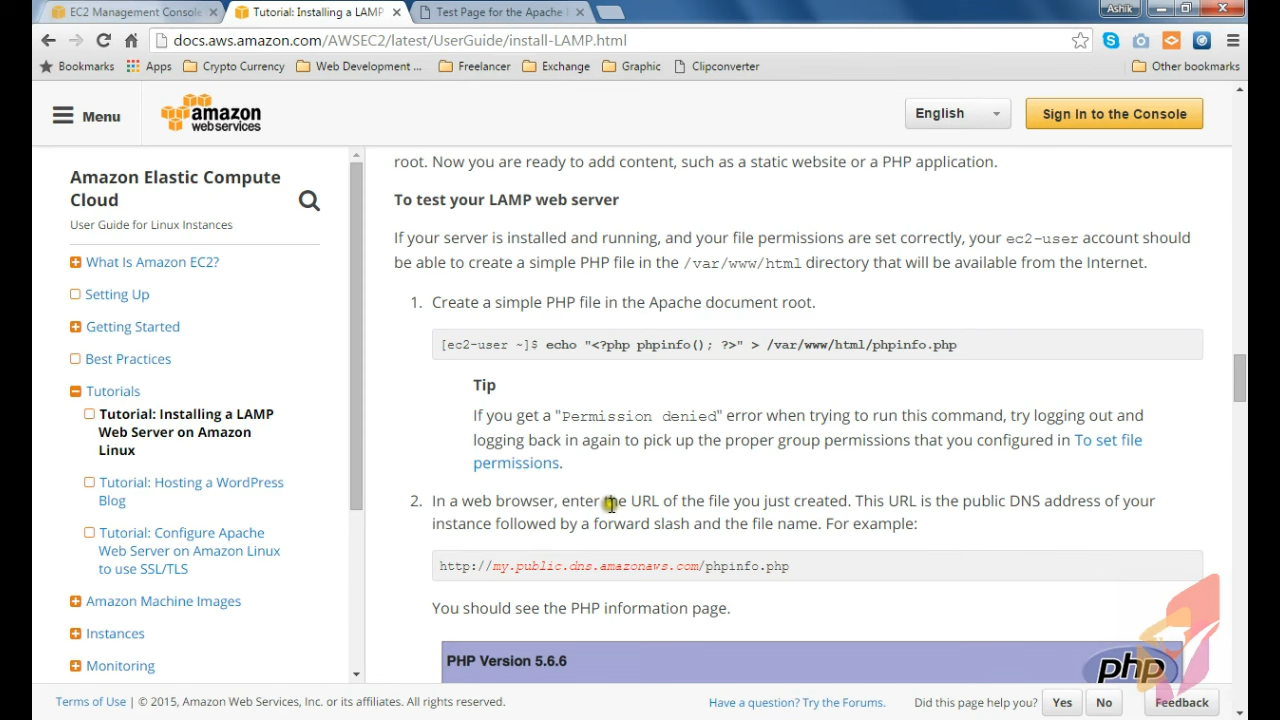 EC2 Management Console
Tutorial: Installing a LAMP
Test Page for the Apache
Ashik
docs.aws.amazon.com/AWSEC2/latest/UserGuide/install-LAMP.html
Bookmarks
Apps
Crypto Currency
Web Development ...
Freelancer
Exchange
Graphic
Clipconverter
Other bookmarks
Menu
amazon
web services
English
Sign In to the Console
Amazon Elastic Compute
Cloud
User Guide for Linux Instances
What Is Amazon EC2?
Setting Up
Getting Started
Best Practices
Tutorials
Tutorial: Installing a LAMP
Web Server on Amazon
Linux
Tutorial: Hosting a WordPress
Blog
Tutorial: Configure Apache
Web Server on Amazon Linux
to use SSL/TLS
Amazon Machine Images
Instances
Monitoring
root. Now you are ready to add content, such as a static website or a PHP application.
To test your LAMP web server
If your server is installed and running, and your file permissions are set correctly, your ec2-user account should
be able to create a simple PHP file in the /var/www/html directory that will be available from the Internet.
1. Create a simple PHP file in the Apache document root.
[ec2-user ~]$ echo "<?php phpinfo(); ?>" > /var/www/html/phpinfo.php
Tip
If you get a "Permission denied" error when trying to run this command, try logging out and
logging back in again to pick up the proper group permissions that you configured in To set file
permissions.
2. In a web browser, enter the URL of the file you just created. This URL is the public DNS address of your
instance followed by a forward slash and the file name. For example:
http://my.public.dns.amazonaws.com/phpinfo.php
You should see the PHP information page.
PHP Version 5.6.6
php
Terms of Use | © 2015, Amazon Web Services, Inc. or its affiliates. All rights reserved.
Have a question? Try the Forums.
Did this page help you?
Yes
No
Feedback